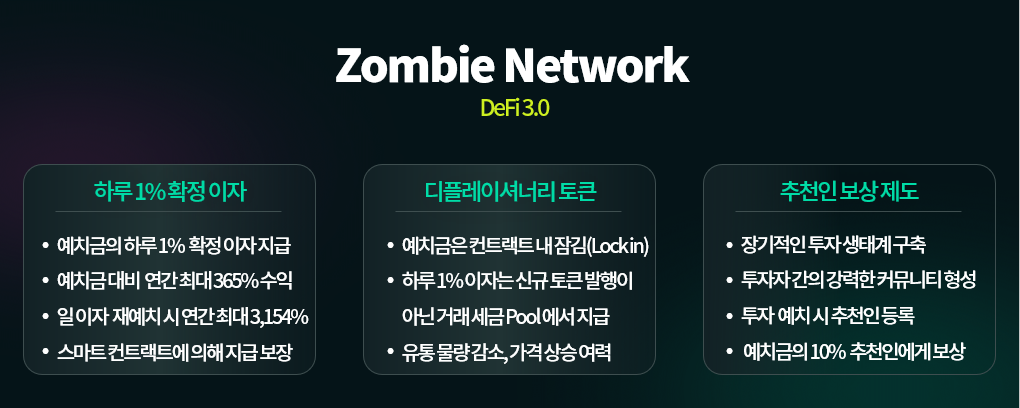 Zombie Network
DeFi 3.0
하루 1% 확정 이자
• 예치금의 하루 1% 확정 이자 지급
• 예치금 대비 연간 최대 365% 수익
• 일 이자 재예치 시 연간 최대 3,154%
• 스마트 컨트랙트에 의해 지급 보장
디플레이셔너리 토큰
• 예치금은 컨트랙트 내 잠김(Lock in)
• 하루 1% 이자는 신규 토큰 발행이
아닌 거래 세금 Pool 에서 지급
• 유통 물량 감소, 가격 상승 여력
추천인 보상 제도
• 장기적인 투자 생태계 구축
• 투자자 간의 강력한 커뮤니티 형성
• 투자 예치 시 추천인 등록
• 예치금의 10% 추천인에게 보상